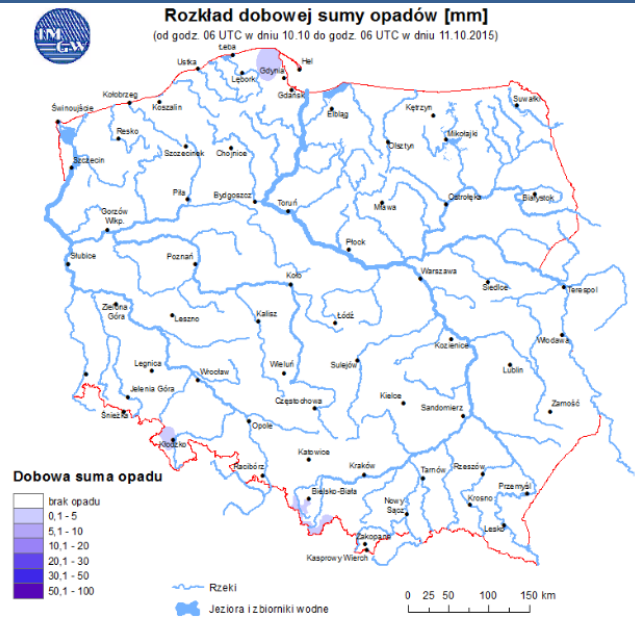 Rozkład dobowej sumy opadów [mm]
(od godz. 06 UTC w dniu 10.10 do godz. 06 UTC w dniu 11.10.2015)
IM
GW
Łeba
Ustka
Hel
Gdynia
Lębork
Gdańsk
Kołobrzeg
Koszalin
Świnoujście
Elbląg
Kętrzyn
Suwałki
Resko
Mikołajki
Szczecinek
Chojnice
Olsztyn
Szczecin
Piła
Bydgoszcz
Toruń
Mława
Ostrołęka
Białystok
Gorzów
Wlkp.
Płock
Słubice
Poznań
Koło
Warszawa
Siedlce
Terespol
Zielona
Góra
Leszno
Kalisz
Łódź
Kozienice
Włodawa
Legnica
Wrocław
Wieluń
Sulejów
Lublin
Jelenia Góra
Częstochowa
Kielce
Sandomierz
Zamość
Śnieżka
Opole
Kłodzko
Katowice
Racibórz
Kraków
Tarnów
Rzeszów
Przemyśl
Bielsko-Biała
Nowy
Sącz
Krosno
Lesko
Zakopane
Kasprowy Wierch
Dobowa suma opadu
brak opadu
0,1 - 5
5,1 - 10
10,1 - 20
20,1 - 30
30,1 - 50
50,1 - 100
Rzeki
Jeziora i zbiorniki wodne
0 25 50 100 150 km